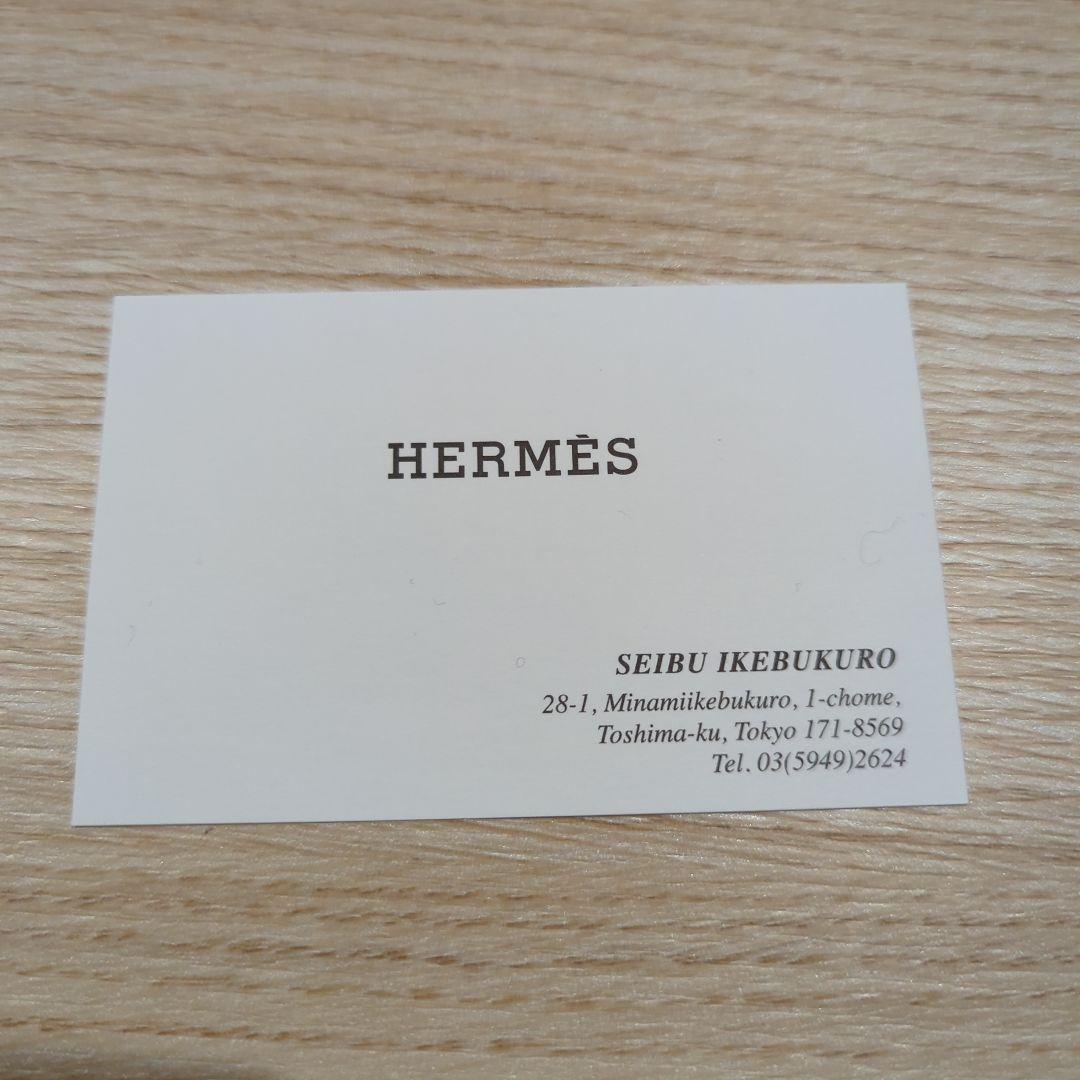 HERMÈS
SEIBU IKEBUKURO
28-1, Minamiikebukuro, 1-chome,
Toshima-ku, Tokyo 171-8569
Tel. 03(5949)2624